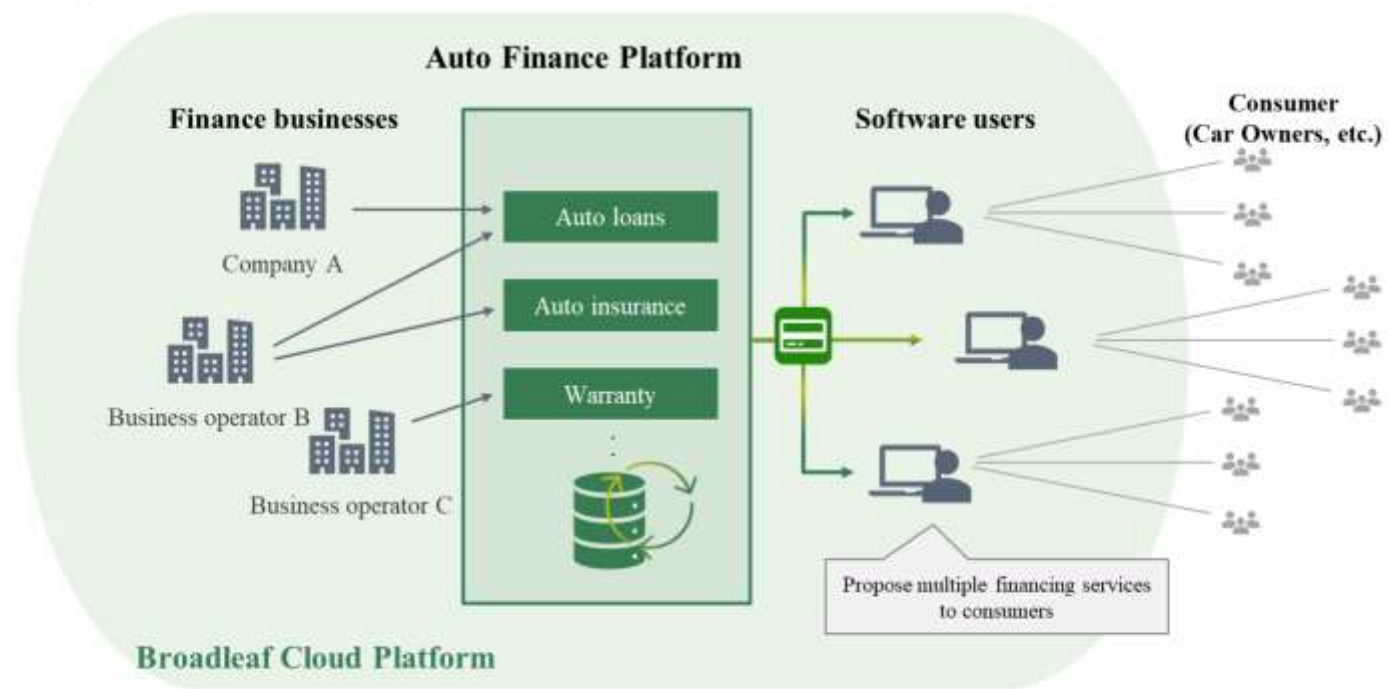 Auto Finance Platform
Finance businesses
Software users
Consumer
(Car Owners, etc.)
Company A
Business operator B
Business operator C
Auto loans
Auto insurance
Warranty
Propose multiple financing services
to consumers
Broadleaf Cloud Platform